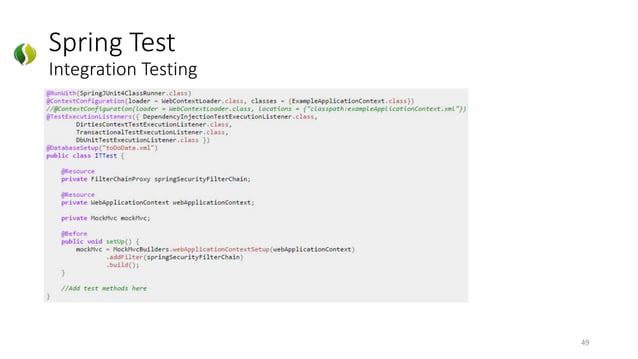 Spring Test
Integration Testing
@RunWith(SpringJUnit4ClassRunner.class)
@ContextConfiguration(loader = WebContextLoader.class, classes = {ExampleApplicationContext.class})
//@ContextConfiguration(loader = WebContextLoader.class, locations = {"classpath:exampleApplicationContext.xml"})
@TestExecutionListeners({ DependencyInjectionTestExecutionListener.class,
DirtiesContextTestExecutionListener.class,
TransactionalTestExecutionListener.class,
DbUnitTestExecutionListener.class })
@DatabaseSetup("toDoData.xml")
public class ITTest {
@Resource
private FilterChainProxy springSecurityFilterChain;
@Resource
private WebApplicationContext webApplicationContext;
private MockMvc mockMvc;
@Before
public void setUp() {
mockMvc = MockMvcBuilders.webApplicationContextSetup(webApplicationContext)
.addFilter(springSecurityFilterChain)
.build();
}
//Add test methods here
}
49